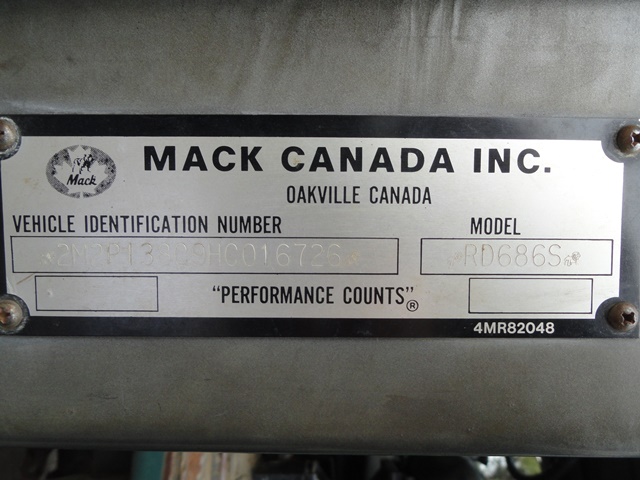 Mack
MACK CANADA INC.
OAKVILLE CANADA
VEHICLE IDENTIFICATION NUMBER
MODEL
RD686S
"PERFORMANCE COUNTS"®
4MR82048